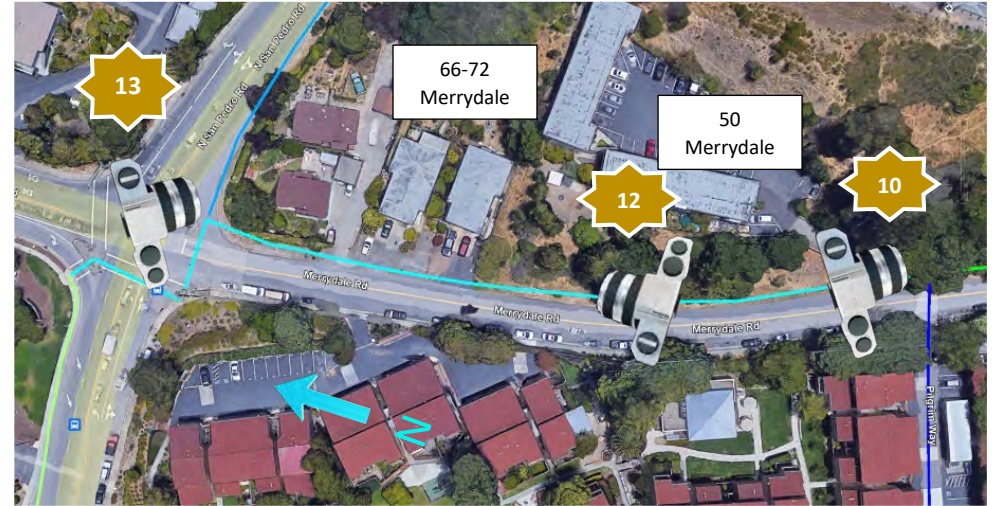 N San Pedro Rd
N San Pedro Rd
13
66-72
Merrydale
50
Merrydale
10
12
Merrydale Rd
Merrydale Rd
Merrydale Rd
N
Pilgrim Way